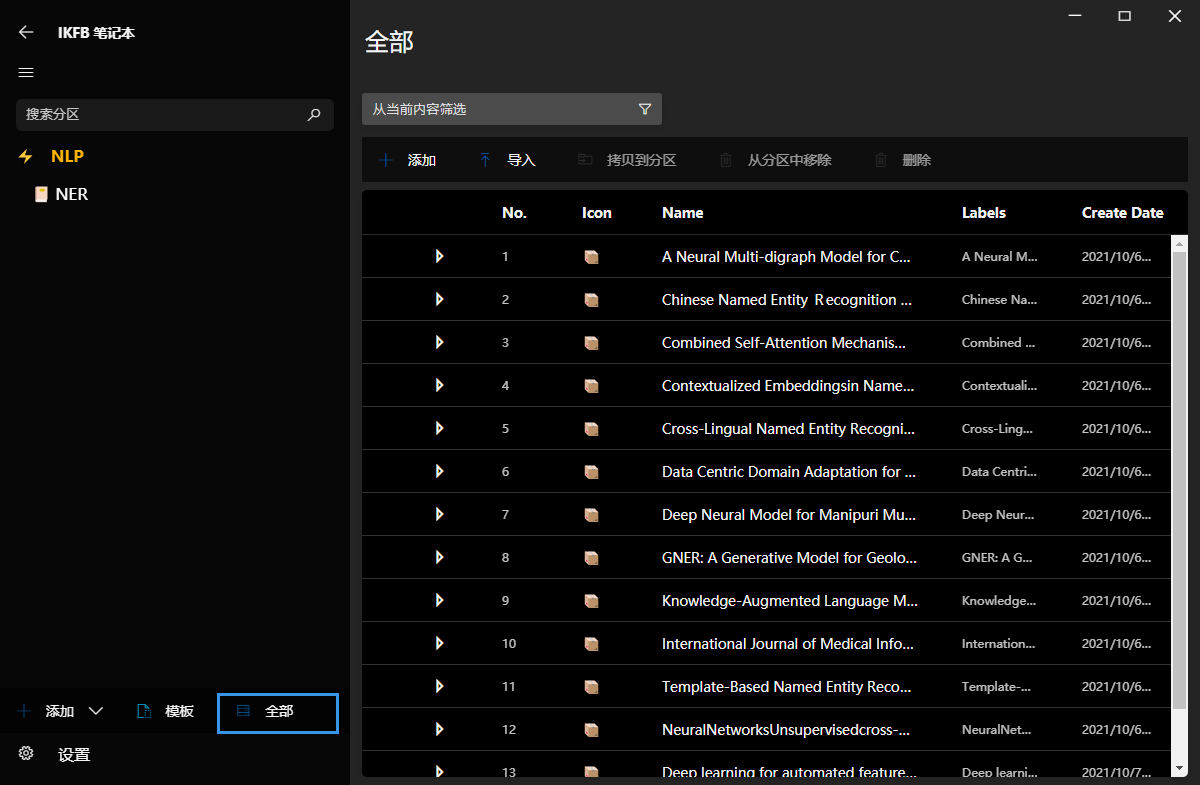 IKFB 笔记本
搜索分区
NLP
NER
添加 模板 全部
设置
全部
从当前内容筛选
添加 导入 拷贝到分区 从分区中移除 删除
No. Icon Name Labels Create Date
1 A Neural Multi-digraph Model for C... A Neural M... 2021/10/6...
2 Chinese Named Entity Recognition ... Chinese Na... 2021/10/6...
3 Combined Self-Attention Mechanis... Combined ... 2021/10/6...
4 Contextualized Embeddingsin Name... Contextuali... 2021/10/6...
5 Cross-Lingual Named Entity Recogni... Cross-Ling... 2021/10/6...
6 Data Centric Domain Adaptation for ... Data Centri... 2021/10/6...
7 Deep Neural Model for Manipuri Mu... Deep Neur... 2021/10/6...
8 GNER: A Generative Model for Geolo... GNER: A G... 2021/10/6...
9 Knowledge-Augmented Language M... Knowledge... 2021/10/6...
10 International Journal of Medical Info... Internation... 2021/10/6...
11 Template-Based Named Entity Reco... Template-... 2021/10/6...
12 NeuralNetworksUnsupervisedcross-... NeuralNet... 2021/10/6...
13 Deep learning for automated feature... Deep learni... 2021/10/7...